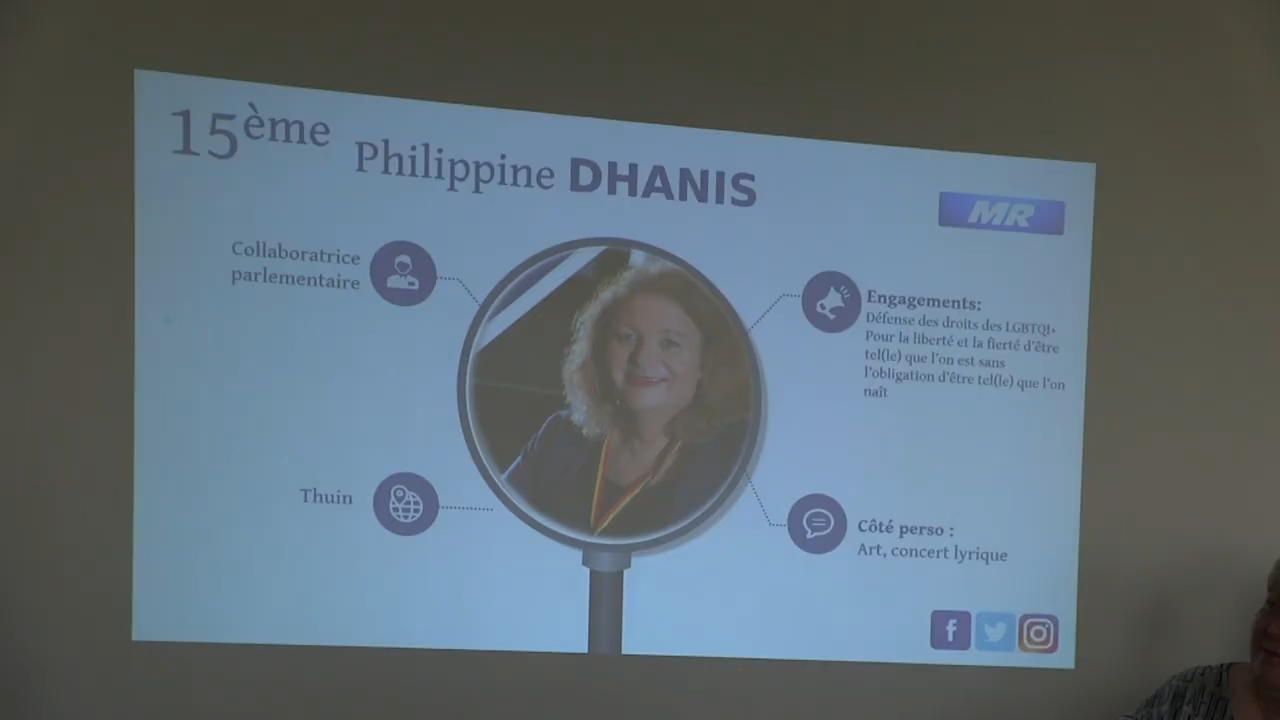 15ème Philippine DHANIS
MR
Collaboratrice
parlementaire
Engagements:
Défense des droits des LGBTQI+
Pour la liberté et la fierté d'être
tel(le) que l'on est sans
l'obligation d'être tel(le) que l'on
naît
Thuin
Côté perso :
Art, concert lyrique
f